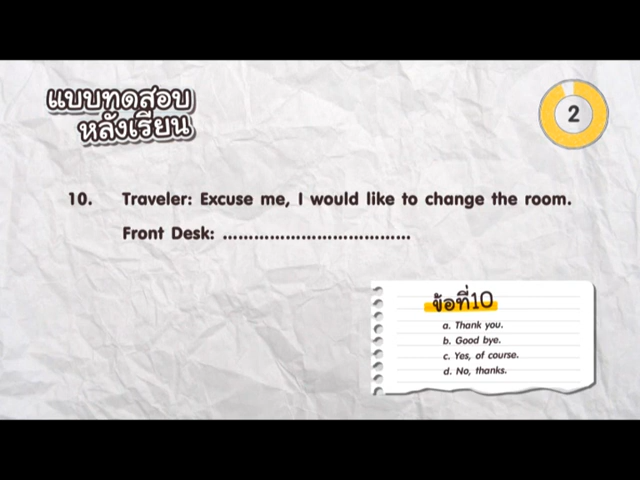 แบบทดสอบ
หลังเรียน
2
10. Traveler: Excuse me, I would like to change the room.
Front Desk: ......................................
ข้อที่10
a. Thank you.
b. Good bye.
c. Yes, of course.
d. No, thanks.